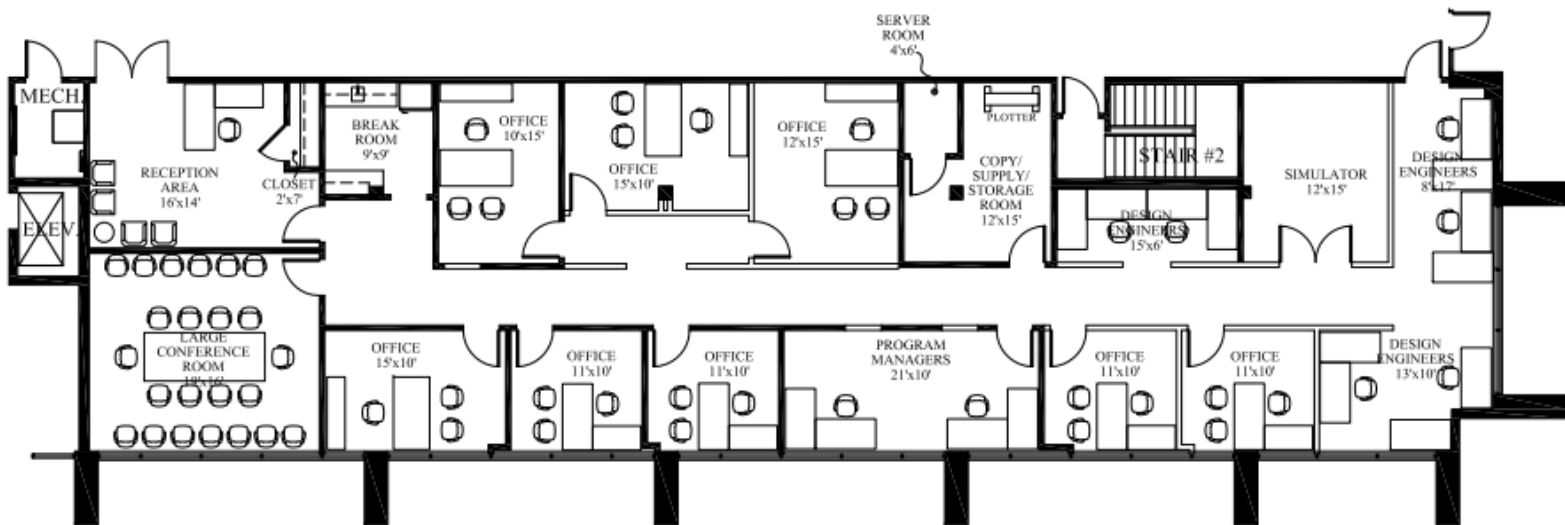 SERVER
ROOM
4'x6'
MECH.
ELEV.
RECEPTION
AREA
16'x14'
CLOSET
2'x7'
BREAK
ROOM
9'x9'
OFFICE
10'x15'
OFFICE
15'x10'
OFFICE
12'x15'
PLOTTER
COPY/
SUPPLY/
STORAGE
ROOM
12'x15'
STAIR #2
DESIGN
ENGINEERS
15'x6'
SIMULATOR
12'x15'
DESIGN
ENGINEERS
8'x17'
LARGE
CONFERENCE
ROOM
19'x16'
OFFICE
15'x10'
OFFICE
11'x10'
OFFICE
11'x10'
PROGRAM
MANAGERS
21'x10'
OFFICE
11'x10'
OFFICE
11'x10'
DESIGN
ENGINEERS
13'x10'